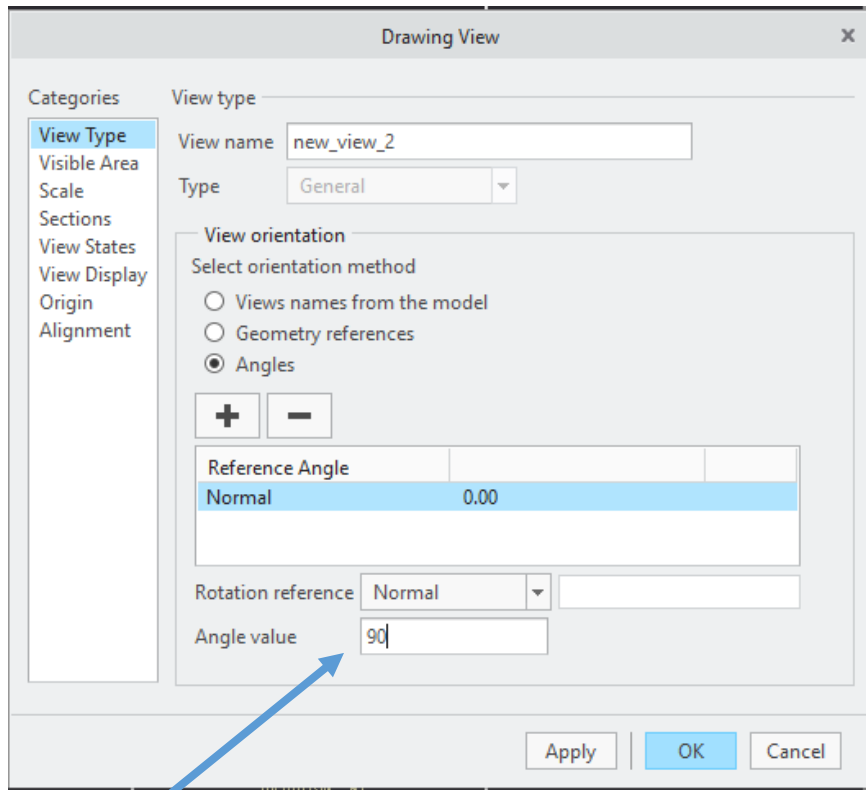 Drawing View
Categories
View Type
Visible Area
Scale
Sections
View States
View Display
Origin
Alignment
View type
View name new_view_2
Type General
View orientation
Select orientation method
Views names from the model
Geometry references
Angles
Reference Angle
Normal 0.00
Rotation reference Normal
Angle value 90
Apply OK Cancel